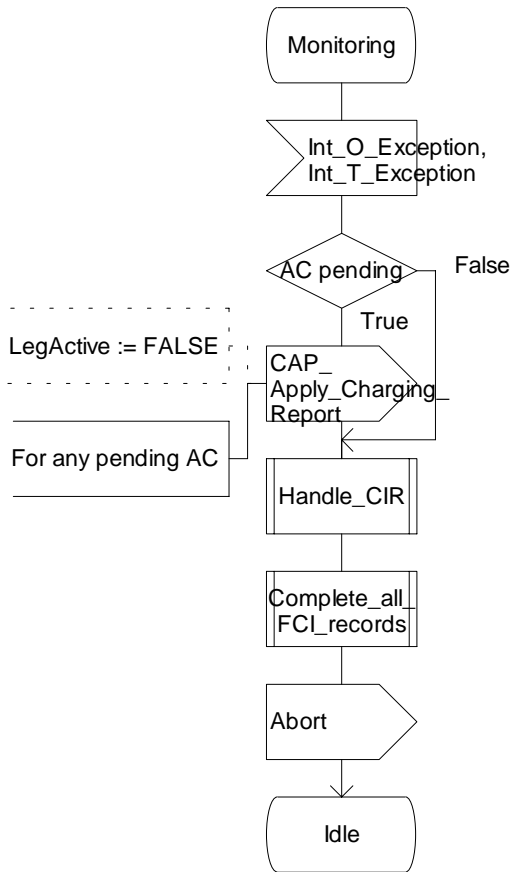 Monitoring
Int_O_Exception,
Int_T_Exception
AC pending
False
True
LegActive := FALSE
CAP_
Apply_Charging_
Report
For any pending AC
Handle_CIR
Complete_all_
FCI_records
Abort
Idle